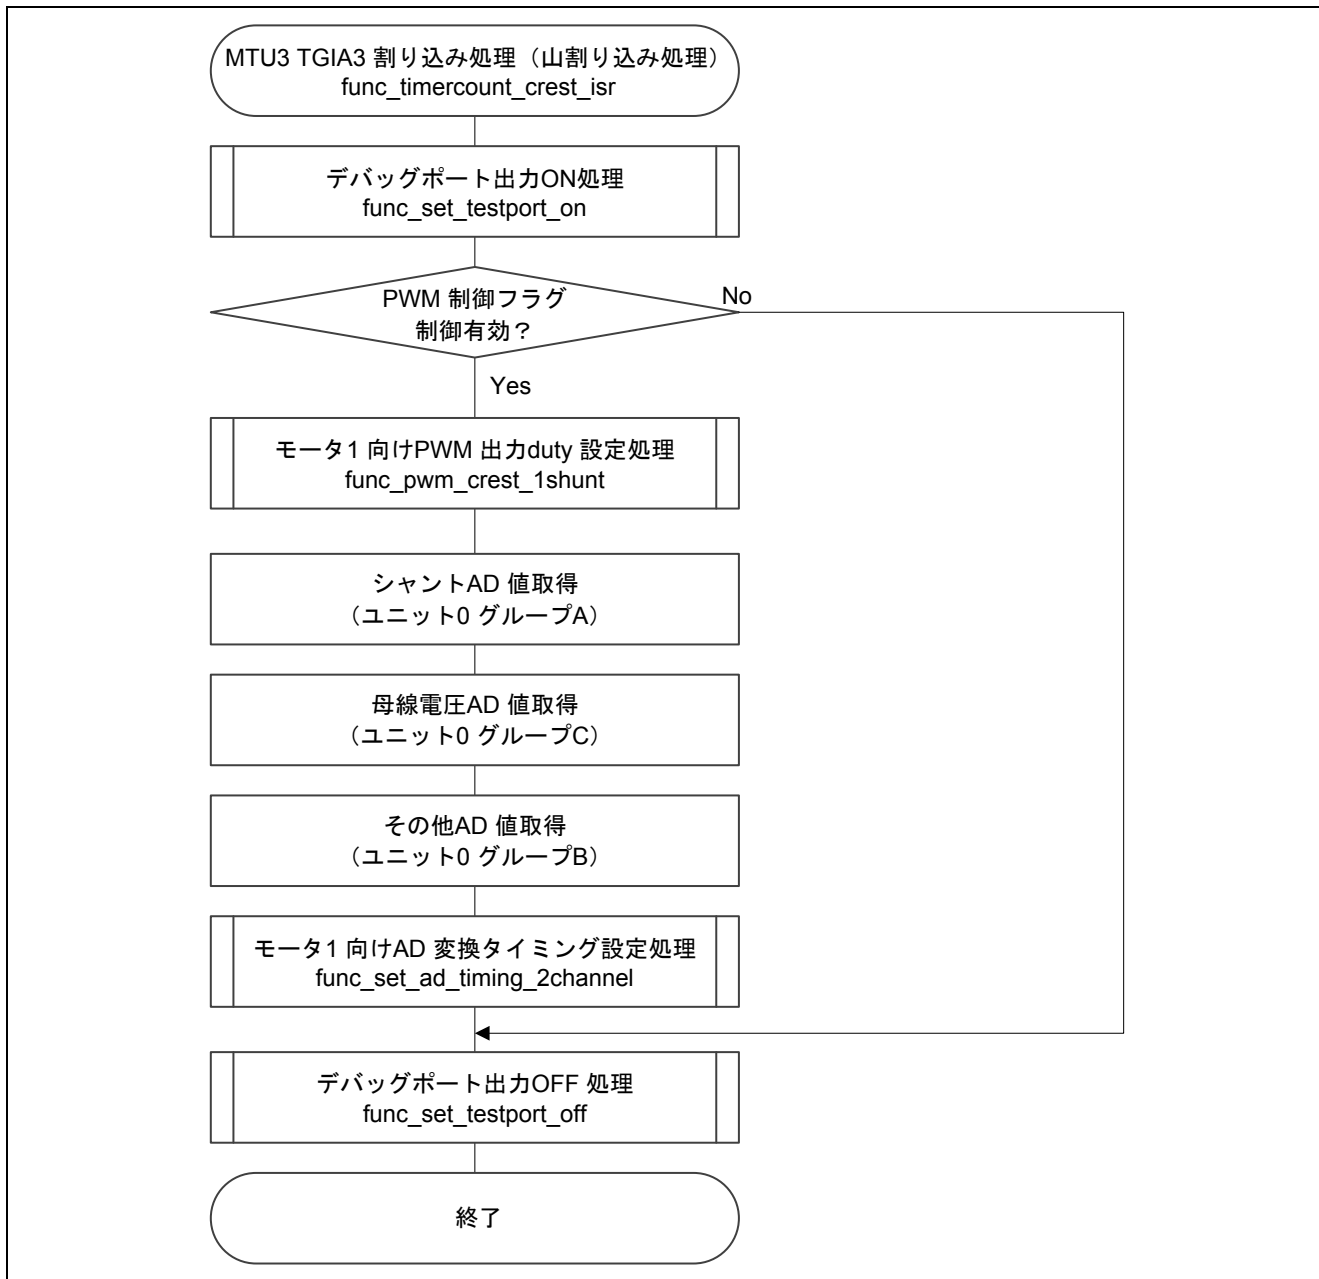 MTU3 TGIA3 割り込み処理（山割り込み処理）
func_timercount_crest_isr
デバッグポート出力ON処理
func_set_testport_on
PWM 制御フラグ
制御有効？
No
Yes
モータ1 向けPWM 出力duty 設定処理
func_pwm_crest_1shunt
シャントAD 値取得
（ユニット0 グループA）
母線電圧AD 値取得
（ユニット0 グループC）
その他AD 値取得
（ユニット0 グループB）
モータ1 向けAD 変換タイミング設定処理
func_set_ad_timing_2channel
デバッグポート出力OFF 処理
func_set_testport_off
終了